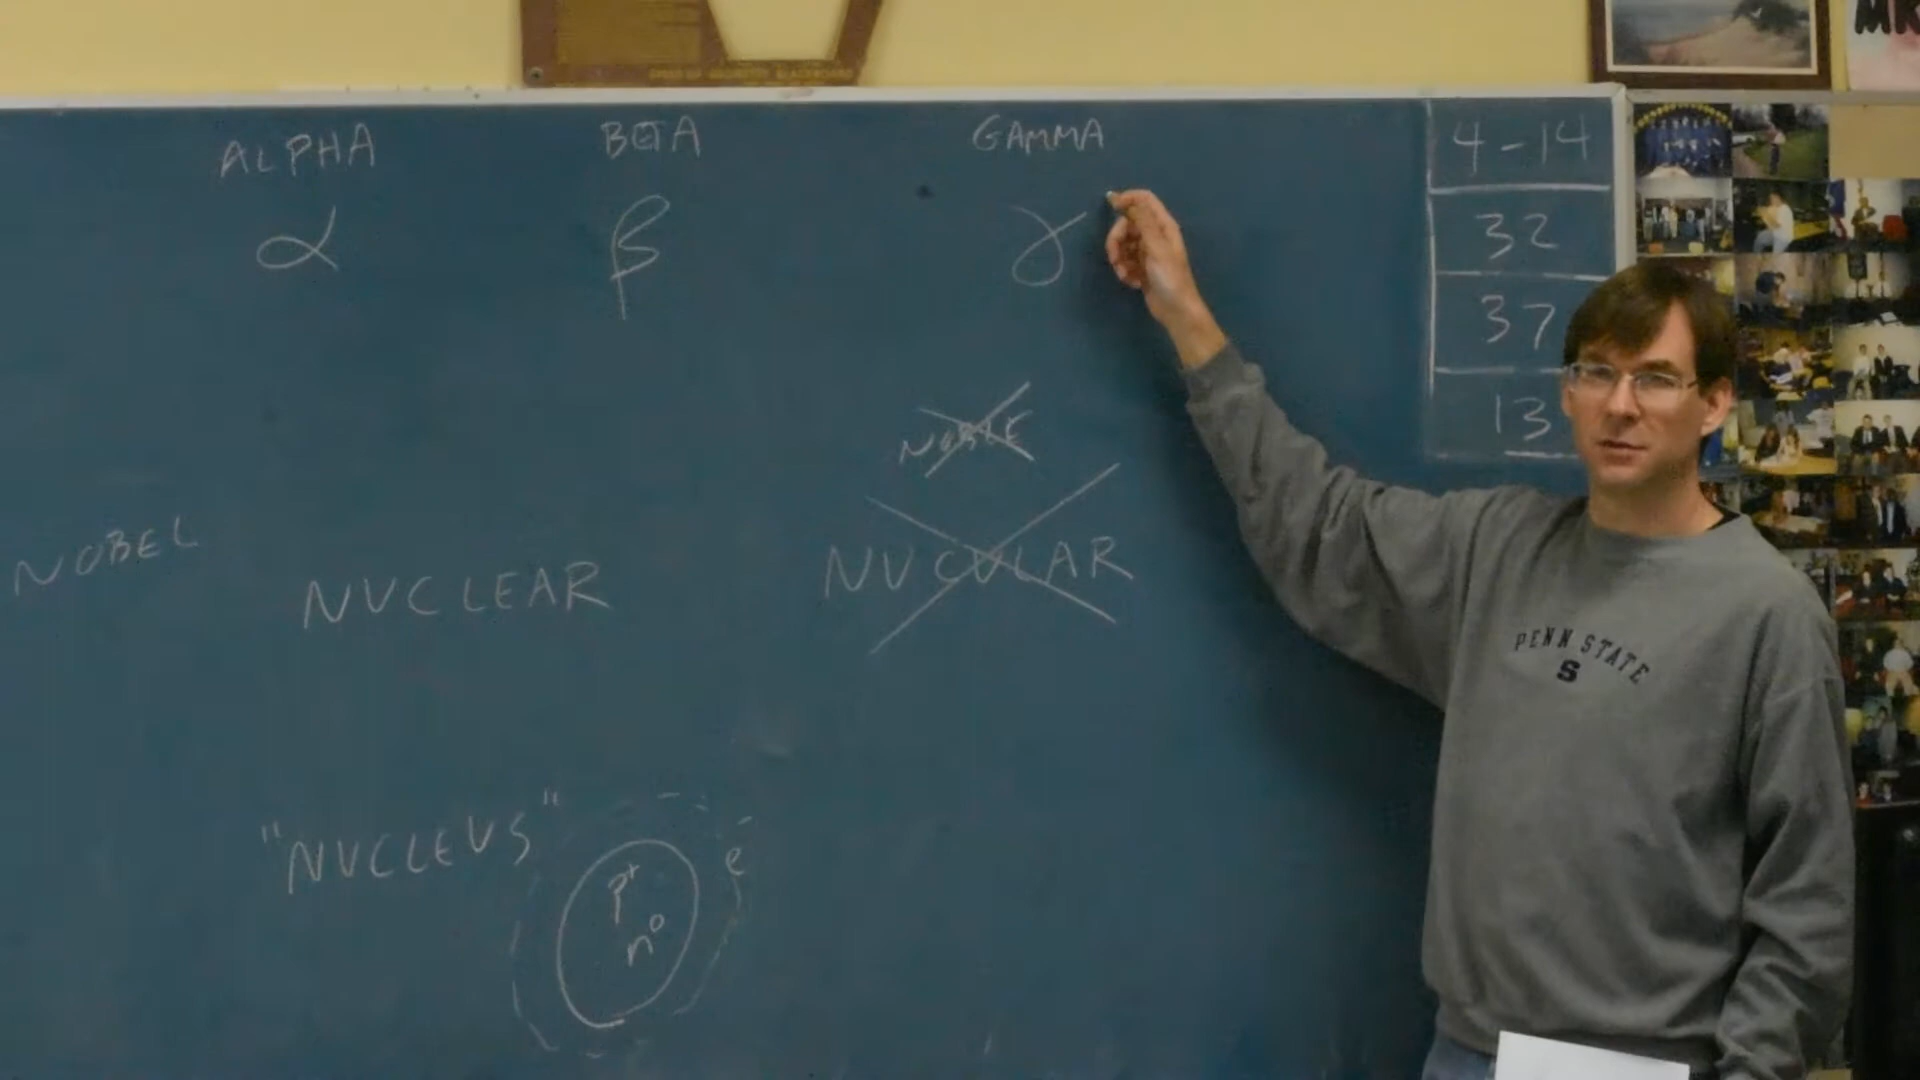 ALPHA
BETA
GAMMA
α
β
γ
4-14
32
37
13
NOBLE
NOBEL
NUCLEAR
NUCULAR
"NUCLEUS"
e⁻
p⁺
n⁰
PENN STATE
S